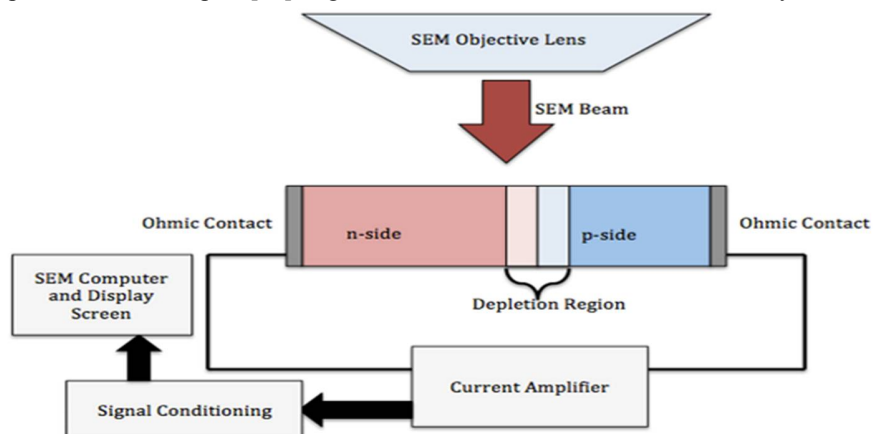 SEM Objective Lens
SEM Beam
Ohmic Contact
n-side
p-side
Ohmic Contact
Depletion Region
SEM Computer
and Display
Screen
Current Amplifier
Signal Conditioning